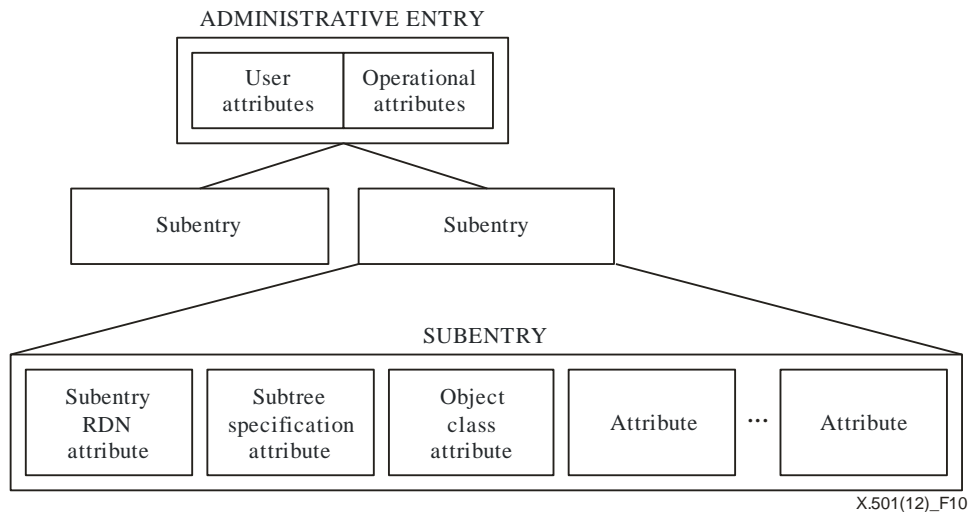 ADMINISTRATIVE ENTRY
User
attributes
Operational
attributes
Subentry
Subentry
SUBENTRY
Subentry
RDN
attribute
Subtree
specification
attribute
Object
class
attribute
Attribute
...
Attribute
X.501(12)_F10